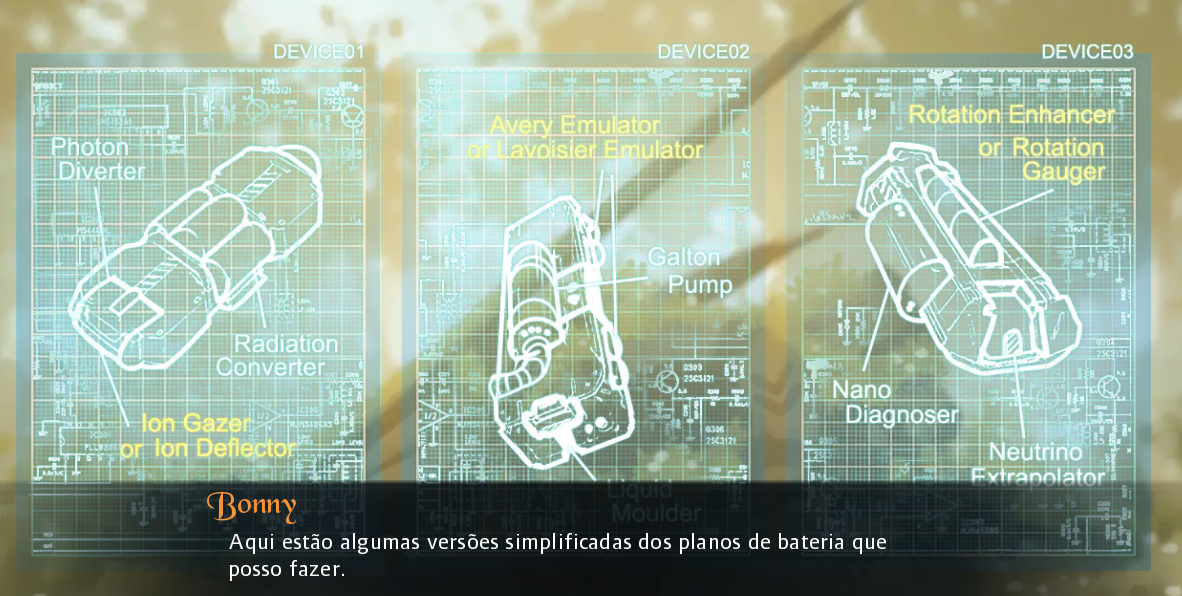 DEVICE01
Photon
Diverter
Radiation
Converter
Ion Gazer
or Ion Deflector
DEVICE02
Avery Emulator
or Lavoisier Emulator
Galton
Pump
Liquid
Moulder
DEVICE03
Rotation Enhancer
or Rotation
Gauger
Nano
Diagnoser
Neutrino
Extrapolator
Bonny
Aqui estão algumas versões simplificadas dos planos de bateria que
posso fazer.